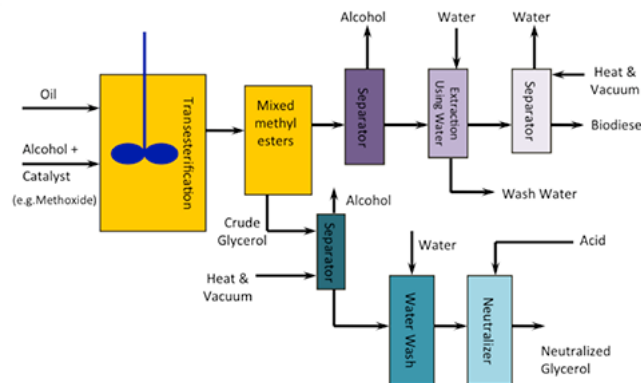 Alcohol
Water
Water
Oil
Alcohol +
Catalyst
(e.g.Methoxide)
Transesterification
Mixed
methyl
esters
Separator
Extraction
Using Water
Separator
Heat &
Vacuum
Biodiese
Wash Water
Crude
Glycerol
Alcohol
Separator
Heat &
Vacuum
Water
Acid
Water Wash
Neutralizer
Neutralized
Glycerol